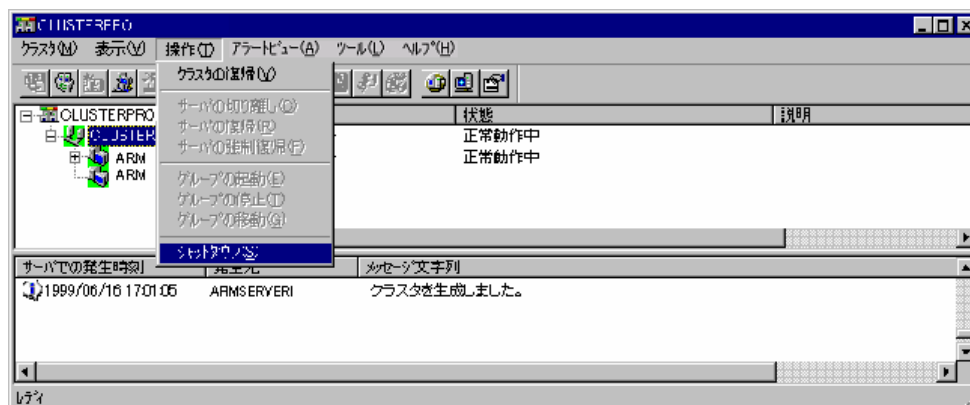 CLUSTERPRO
クラスタ(M) 表示(V) 操作(T) アラートビュー(A) ツール(L) ヘルプ(H)
クラスタの復帰(V)
サーバの切り離し(O)
サーバの復帰(R)
サーバの強制復帰(F)
グループの起動(E)
グループの停止(T)
グループの移動(G)
シャットダウン(S)
状態 説明
CLUSTERPRO
CLUSTER 正常動作中
ARM 正常動作中
ARM
サーバでの発生時刻 発生元 メッセージ文字列
1999/06/16 17:01:05 ARMSERVER1 クラスタを生成しました。
レディ